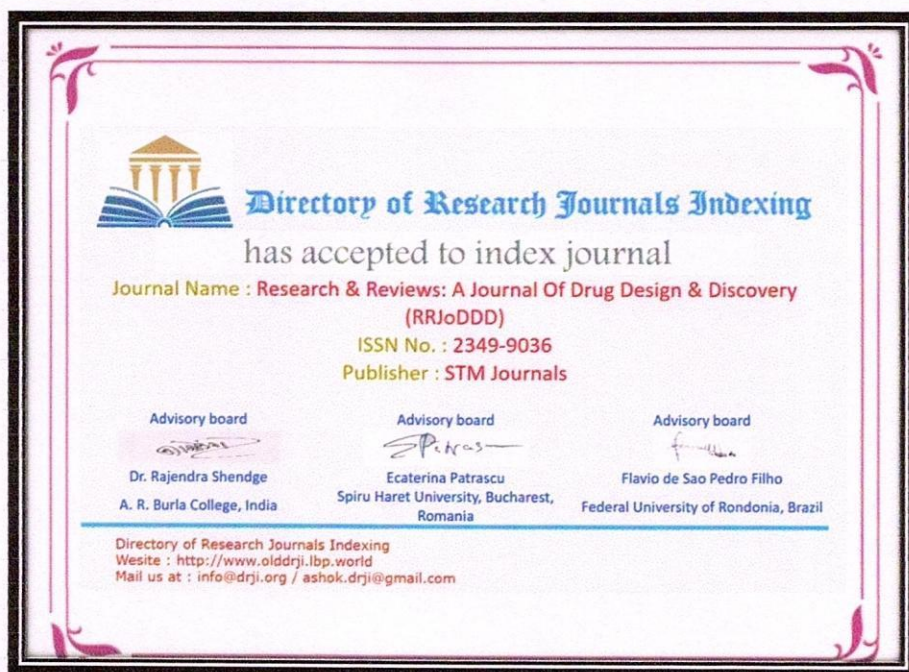 Directory of Research Journals Indexing
has accepted to index journal
Journal Name : Research & Reviews: A Journal Of Drug Design & Discovery
(RRJoDDD)
ISSN No. : 2349-9036
Publisher : STM Journals
Advisory board
Dr. Rajendra Shendge
A. R. Burla College, India
Advisory board
Ecaterina Patrascu
Spiru Haret University, Bucharest,
Romania
Advisory board
Flavio de Sao Pedro Filho
Federal University of Rondonia, Brazil
Directory of Research Journals Indexing
Wesite : http://www.olddrji.lbp.world
Mail us at : info@drji.org / ashok.drji@gmail.com